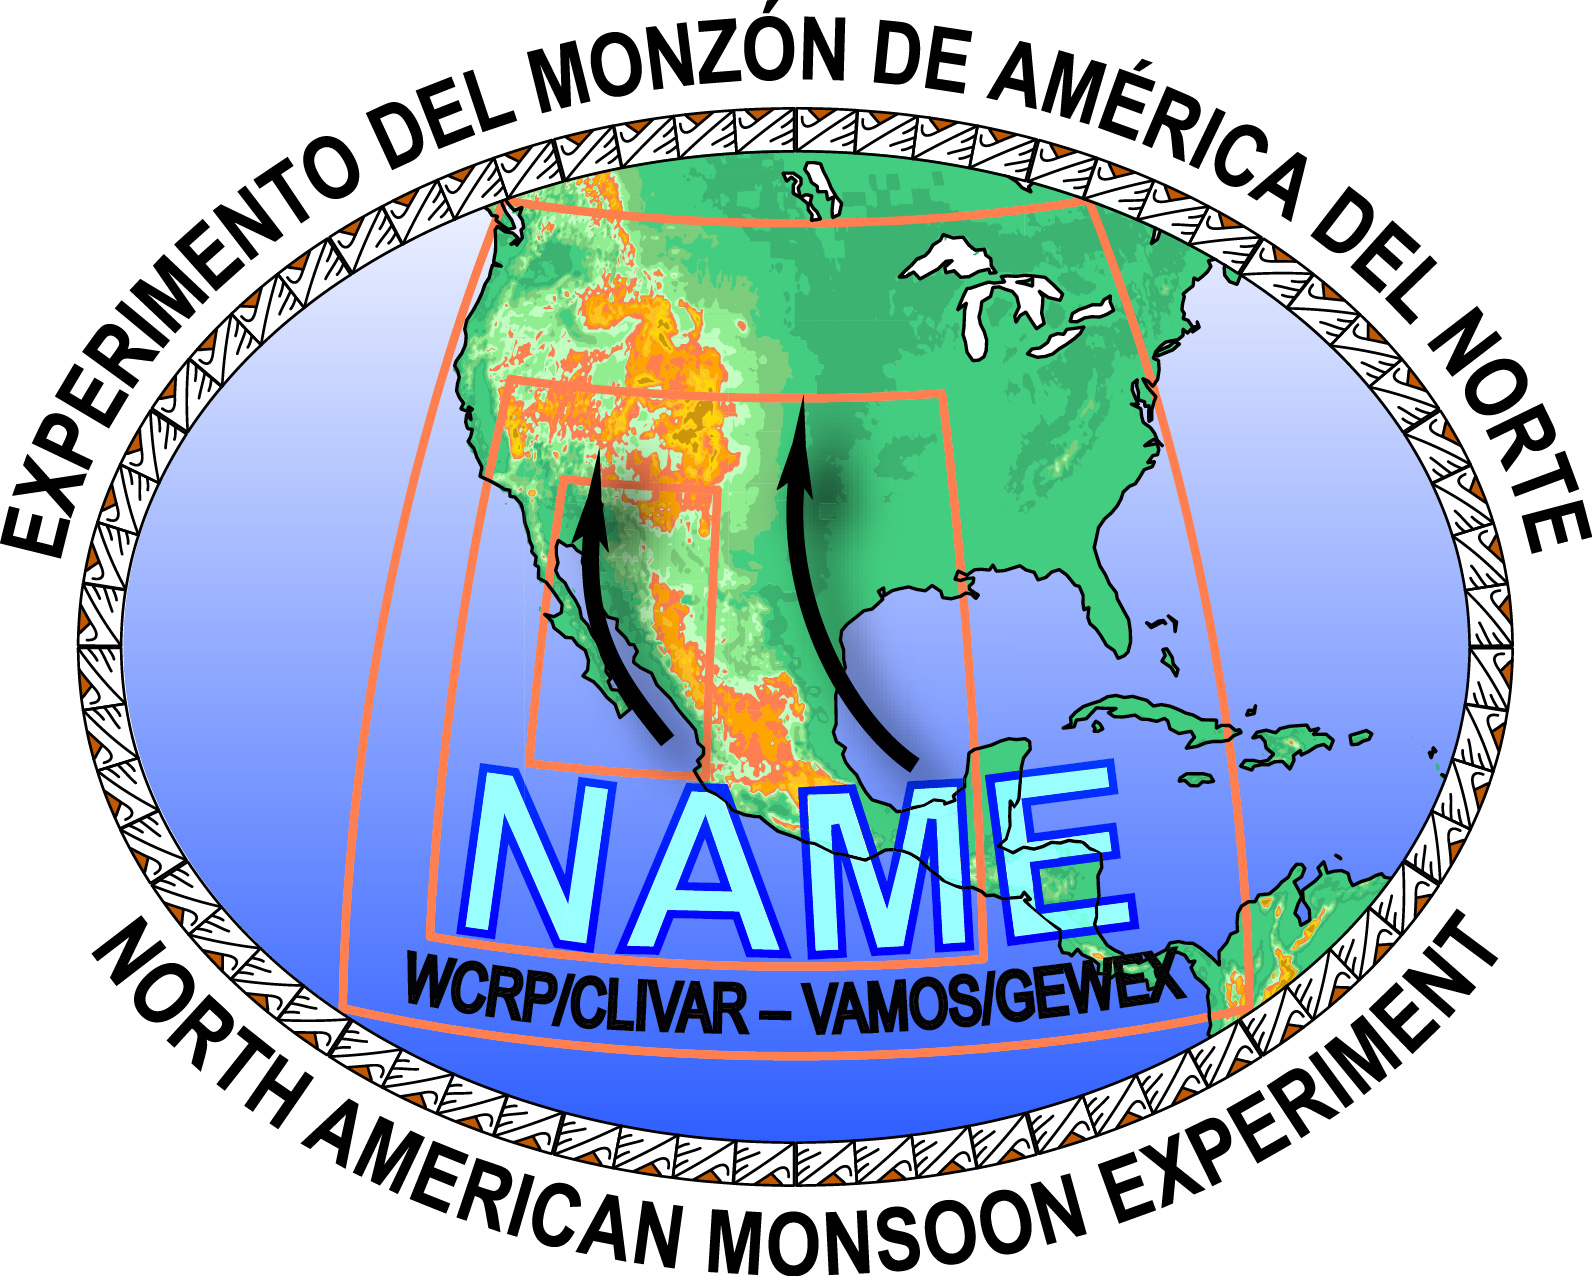 EXPERIMENTO DEL MONZÓN DE AMÉRICA DEL NORTE
NAME
WCRP/CLIVAR – VAMOS/GEWEX
NORTH AMERICAN MONSOON EXPERIMENT